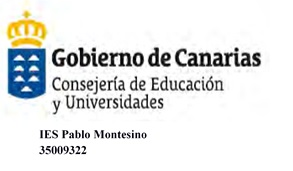 Gobierno de Canarias
Consejería de Educación
y Universidades
IES Pablo Montesino
35009322